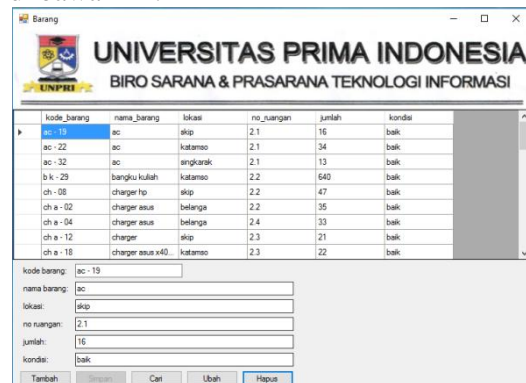 Barang
UNPRI
UNIVERSITAS PRIMA INDONESIA
BIRO SARANA & PRASARANA TEKNOLOGI INFORMASI
kode_barang nama_barang lokasi no_ruangan jumlah kondisi
ac - 19 ac skip 2.1 16 baik
ac - 22 ac katamso 2.1 34 baik
ac - 32 ac singkarak 2.1 13 baik
b k - 29 bangku kuliah katamso 2.2 640 baik
ch - 08 charger hp skip 2.2 47 baik
ch a - 02 charger asus belanga 2.2 35 baik
ch a - 04 charger asus belanga 2.4 33 baik
ch a - 12 charger skip 2.3 21 baik
ch a - 18 charger asus x40... katamso 2.3 22 baik
kode barang: ac - 19
nama barang: ac
lokasi: skip
no ruangan: 2.1
jumlah: 16
kondisi: baik
Tambah Simpan Cari Ubah Hapus